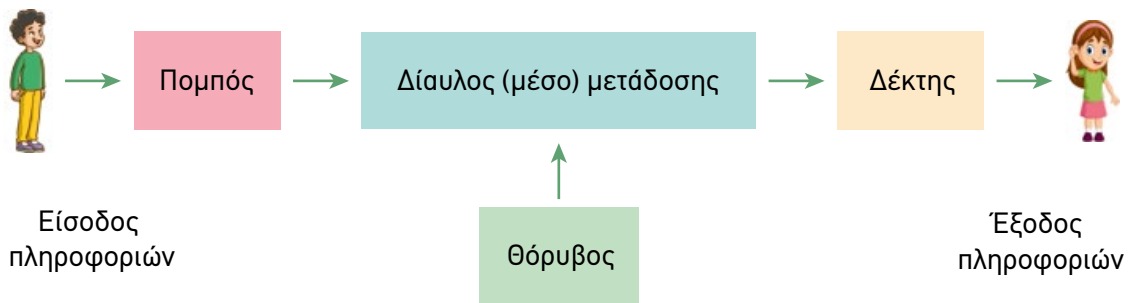 Πομπός
Δίαυλος (μέσο) μετάδοσης
Δέκτης
Είσοδος
πληροφοριών
Θόρυβος
Έξοδος
πληροφοριών